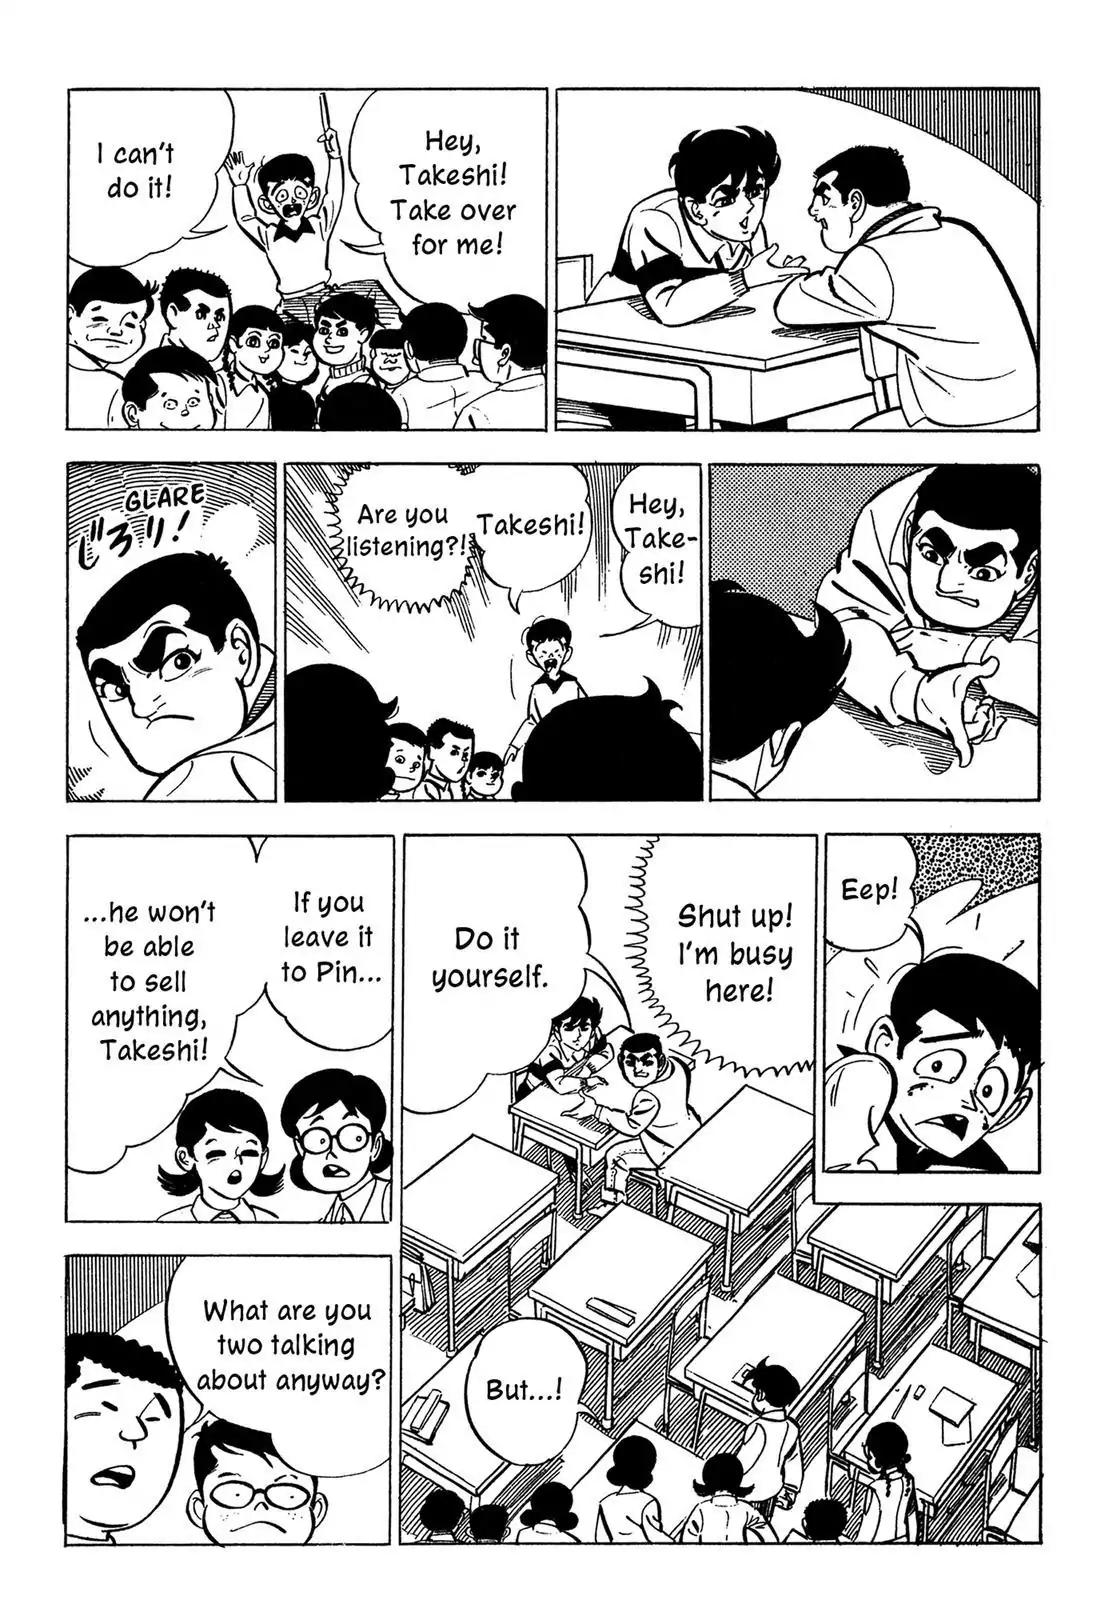 Hey,
Takeshi!
Take over
for me!
I can't
do it!
Hey,
Take-
shi!
Takeshi!
Are you
listening?!
GLARE
じろり!
Eep!
Shut up!
I'm busy
here!
Do it
yourself.
But...!
If you
leave it
to Pin...
...he won't
be able
to sell
anything,
Takeshi!
What are you
two talking
about anyway?